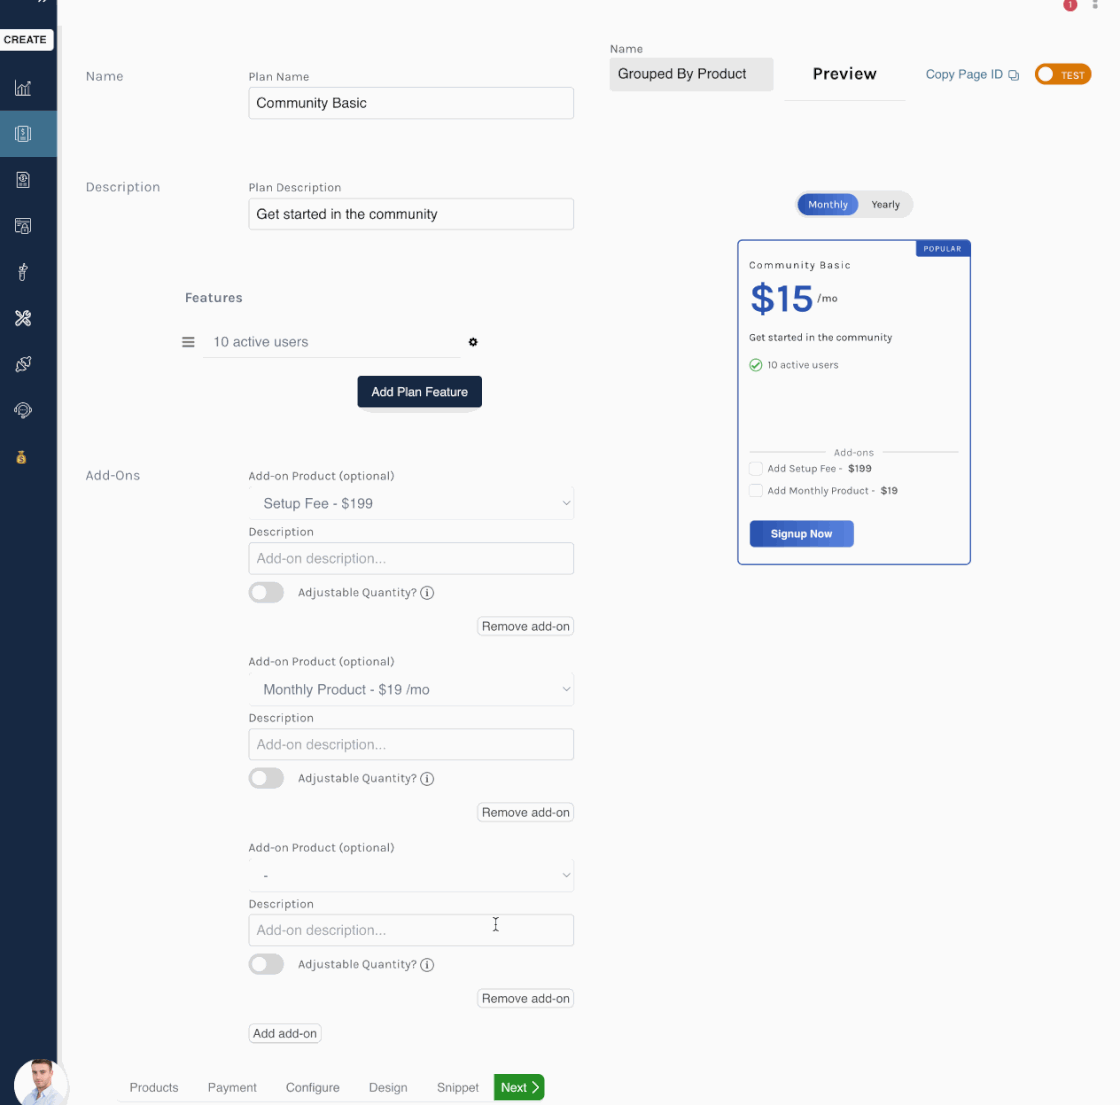 1
CREATE
Name
Grouped By Product
Preview
Copy Page ID
TEST
Name
Plan Name
Community Basic
Description
Plan Description
Get started in the community
Features
10 active users
Add Plan Feature
Add-Ons
Add-on Product (optional)
Setup Fee - $199
Description
Add-on description...
Adjustable Quantity?
Remove add-on
Add-on Product (optional)
Monthly Product - $19 /mo
Description
Add-on description...
Adjustable Quantity?
Remove add-on
Add-on Product (optional)
-
Description
Add-on description...
Adjustable Quantity?
Remove add-on
Add add-on
Products Payment Configure Design Snippet Next
Monthly Yearly
POPULAR
Community Basic
$15 /mo
Get started in the community
10 active users
Add-ons
Add Setup Fee - $199
Add Monthly Product - $19
Signup Now